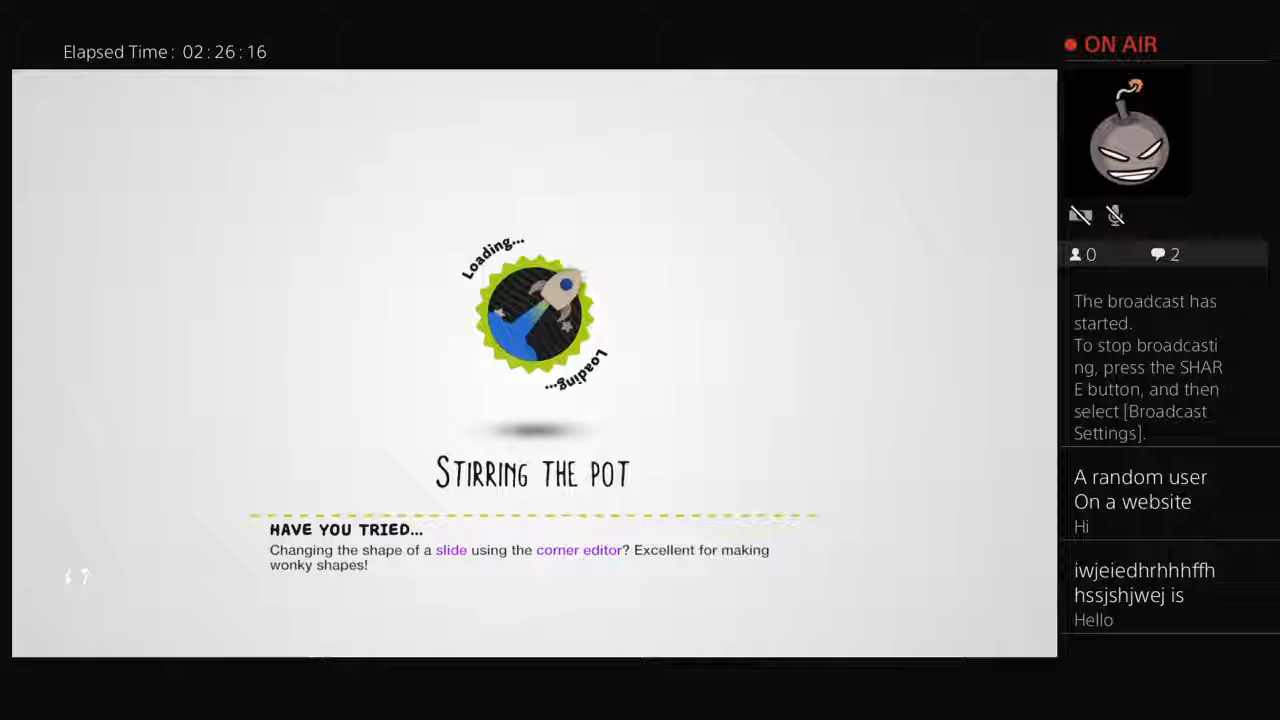 Elapsed Time: 02:26:16
ON AIR
Loading...
Loading...
STIRRING THE POT
HAVE YOU TRIED...
Changing the shape of a slide using the corner editor? Excellent for making
wonky shapes!
0 2
The broadcast has
started.
To stop broadcasti
ng, press the SHAR
E button, and then
select [Broadcast
Settings].
A random user
On a website
Hi
iwjeiedhrhhhffh
hssjshjwej is
Hello